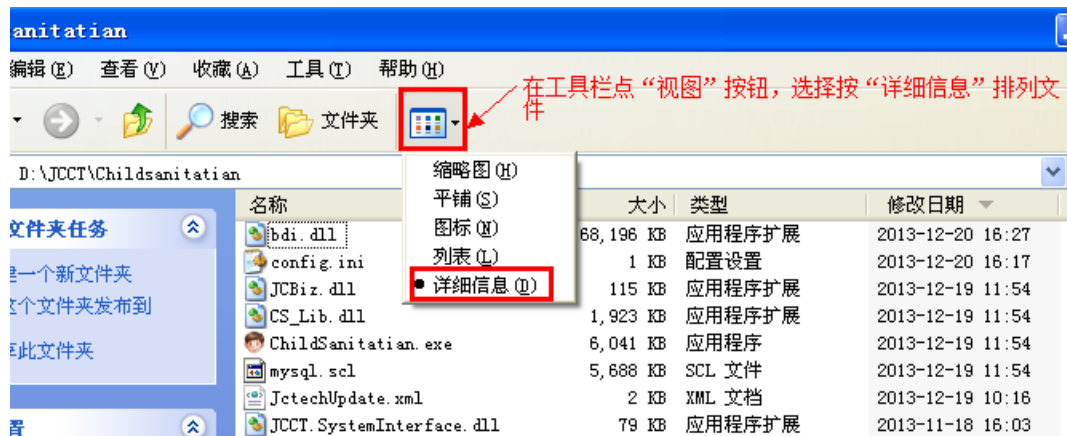 anitatian
编辑(E) 查看(V) 收藏(A) 工具(T) 帮助(H)
在工具栏点“视图”按钮，选择按“详细信息”排列文
件
搜索 文件夹
D:\JCCT\Childsanitatian
缩略图(H)
平铺(S)
图标(N)
列表(L)
详细信息(D)
名称 大小 类型 修改日期
文件夹任务
建一个新文件夹
这个文件夹发布到
享此文件夹
置
bdi.dll 68,196 KB 应用程序扩展 2013-12-20 16:27
config.ini 1 KB 配置设置 2013-12-20 16:17
JCBiz.dll 115 KB 应用程序扩展 2013-12-19 11:54
CS_Lib.dll 1,923 KB 应用程序扩展 2013-12-19 11:54
ChildSanitatian.exe 6,041 KB 应用程序 2013-12-19 11:54
mysql.scl 5,688 KB SCL 文件 2013-12-19 11:54
JctechUpdate.xml 2 KB XML 文档 2013-12-19 10:16
JCCT.SystemInterface.dll 79 KB 应用程序扩展 2013-11-18 16:03